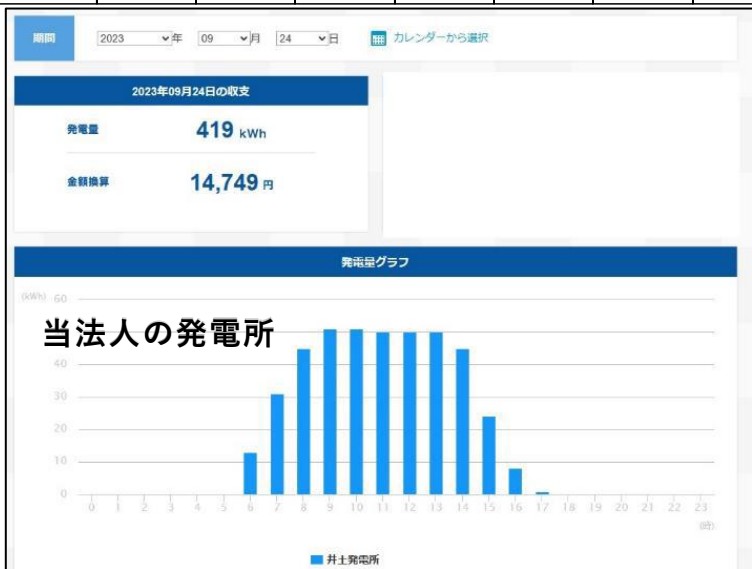 期間 2023 年 09 月 24 日 カレンダーから選択
2023年09月24日の収支
発電量 419 kWh
金額換算 14,749 円
発電量グラフ
(kWh) 60
当法人の発電所
40
30
20
10
0
0 1 2 3 4 5 6 7 8 9 10 11 12 13 14 15 16 17 18 19 20 21 22 23
(時)
井土発電所